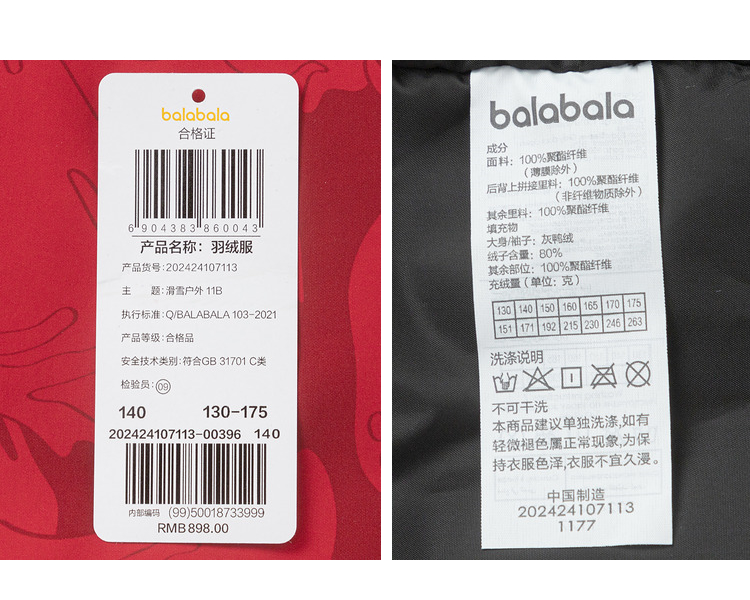 balabala
合格证
6 904383 860043
产品名称：羽绒服
产品货号：202424107113
主 题：滑雪户外 11B
执行标准：Q/BALABALA 103-2021
产品等级：合格品
安全技术类别：符合GB 31701 C类
检验员：09
140 130-175
202424107113-00396 140
内部编码 (99)50018733999
RMB898.00
balabala
成分
面料：100%聚酯纤维
（薄膜除外）
后背上拼接里料：100%聚酯纤维
（非纤维物质除外）
其余里料：100%聚酯纤维
填充物
大身/袖子：灰鸭绒
绒子含量：80%
其余部位：100%聚酯纤维
充绒量（单位：克）
130 140 150 160 165 170 175
151 171 192 215 230 246 263
洗涤说明
不可干洗
本商品建议单独洗涤,如有
轻微褪色属正常现象,为保
持衣服色泽,衣服不宜久浸。
中国制造
202424107113
1177